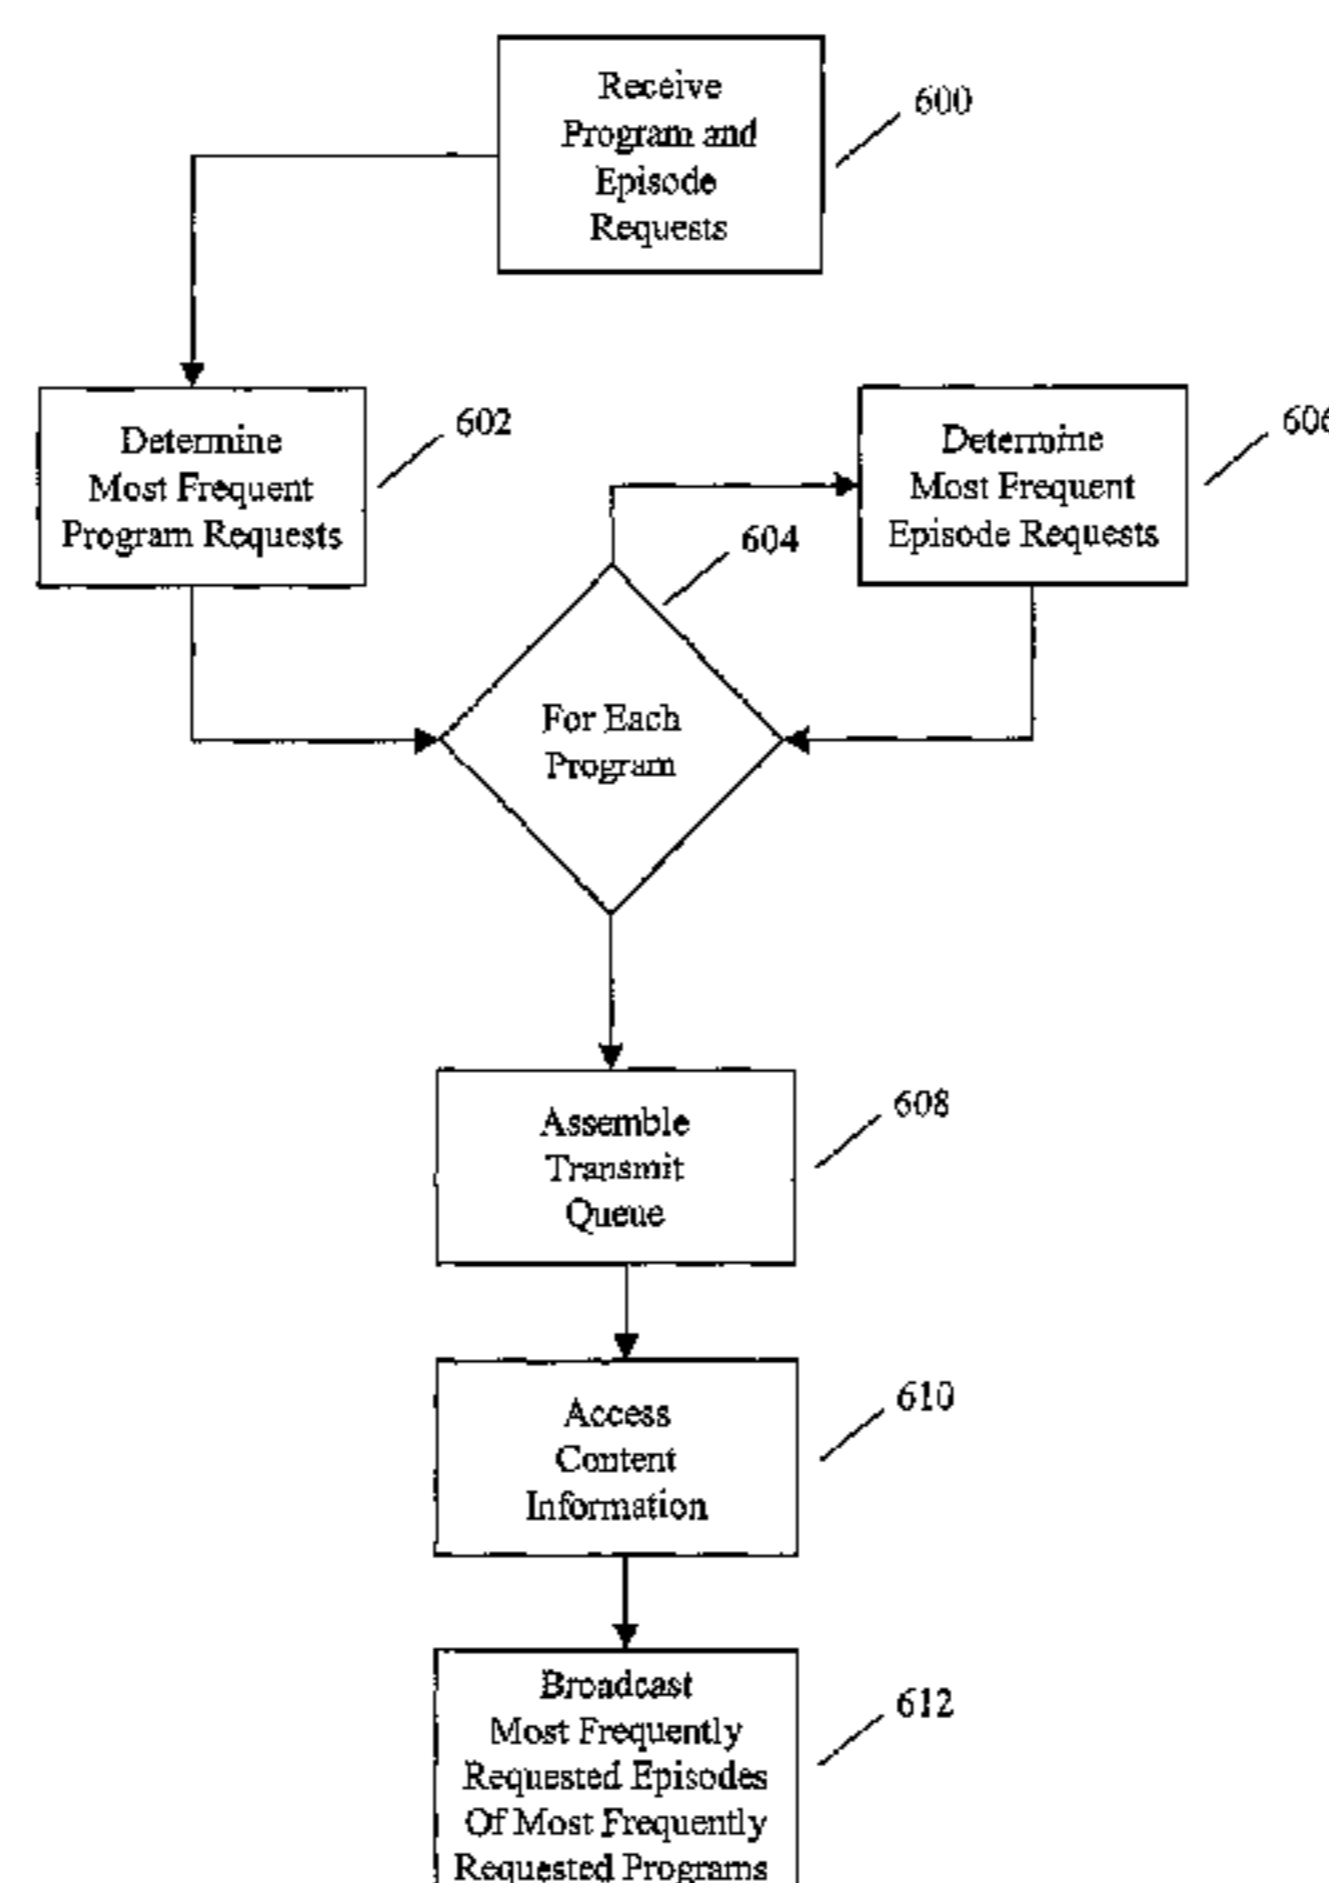 Receive
Program and
Episode
Requests
600
Determine
Most Frequent
Program Requests
602
Determine
Most Frequent
Episode Requests
606
604
For Each
Program
Assemble
Transmit
Queue
608
Access
Content
Information
610
Broadcast
Most Frequently
Requested Episodes
Of Most Frequently
Requested Programs
612